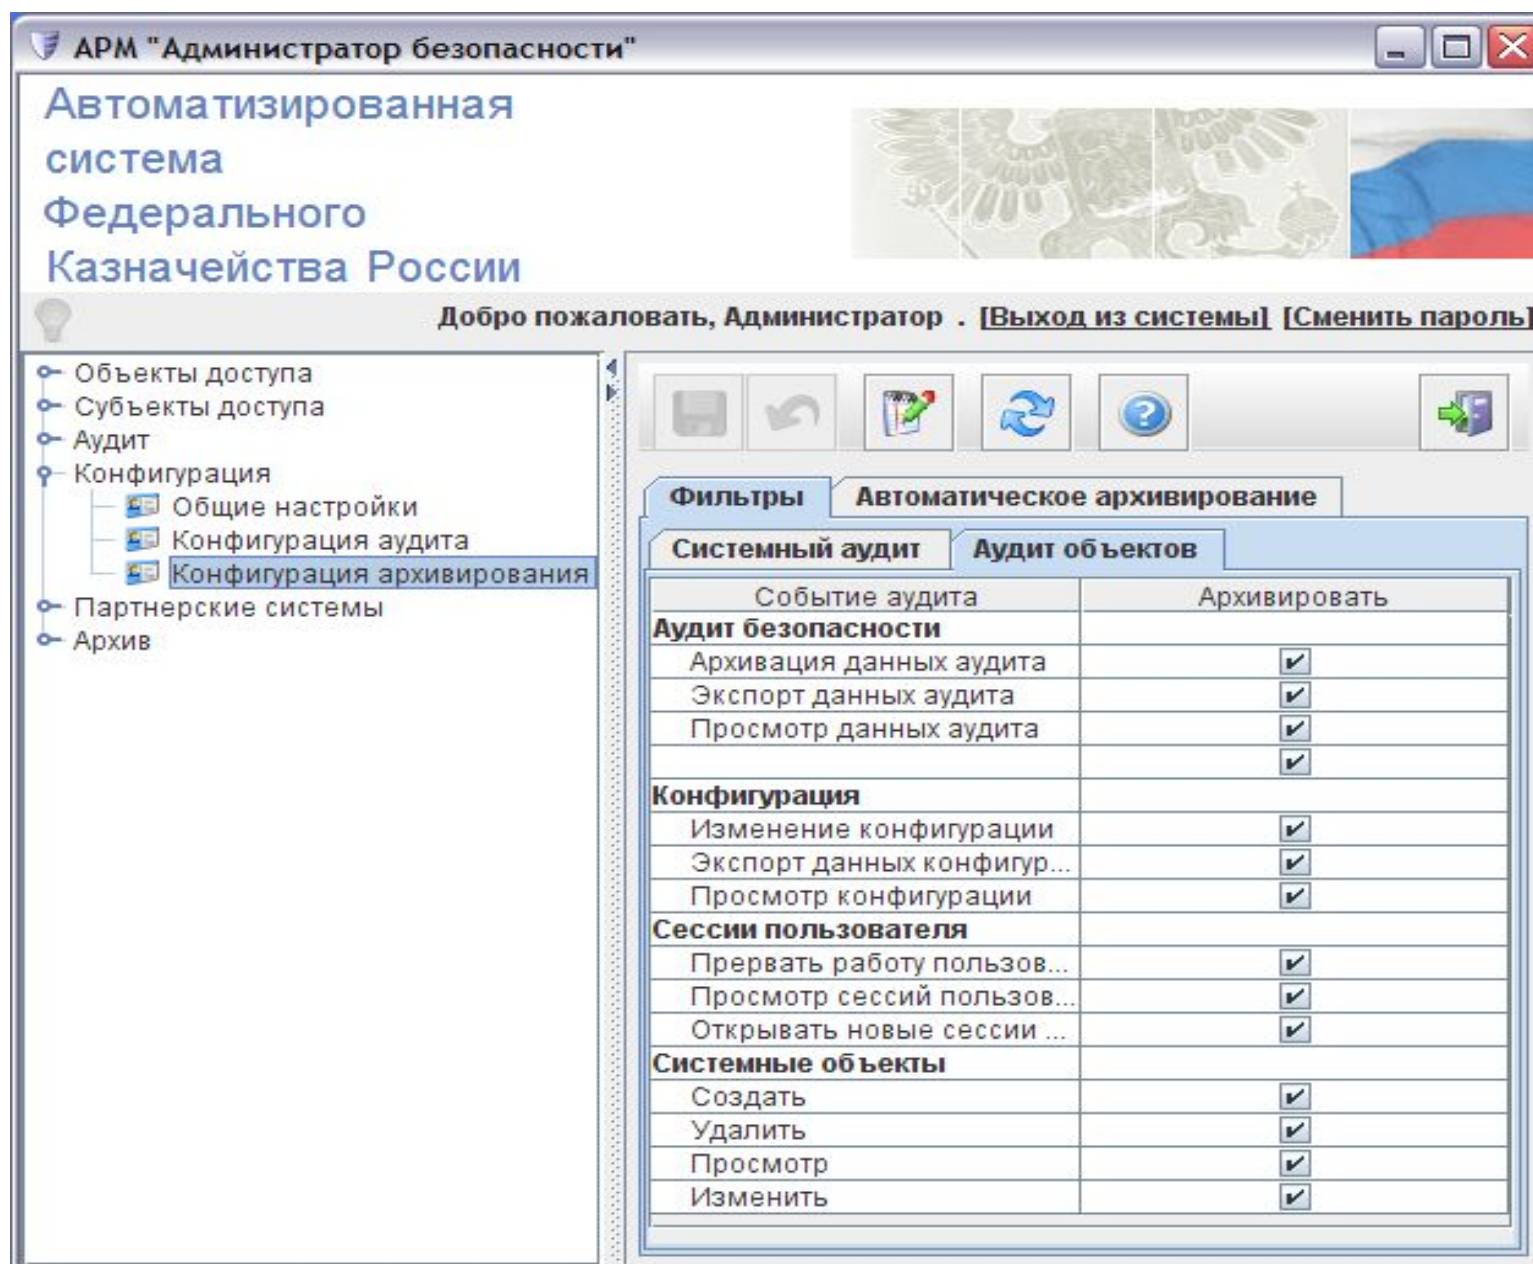 АРМ "Администратор безопасности"
Автоматизированная
система
Федерального
Казначейства России
Добро пожаловать, Администратор . [Выход из системы] [Сменить пароль]
Объекты доступа
Субъекты доступа
Аудит
Конфигурация
Общие настройки
Конфигурация аудита
Конфигурация архивирования
Партнерские системы
Архив
Фильтры Автоматическое архивирование
Системный аудит Аудит объектов
Событие аудита Архивировать
Аудит безопасности
Архивация данных аудита
Экспорт данных аудита
Просмотр данных аудита
Конфигурация
Изменение конфигурации
Экспорт данных конфигур...
Просмотр конфигурации
Сессии пользователя
Прервать работу пользов...
Просмотр сессий пользов...
Открывать новые сессии ...
Системные объекты
Создать
Удалить
Просмотр
Изменить